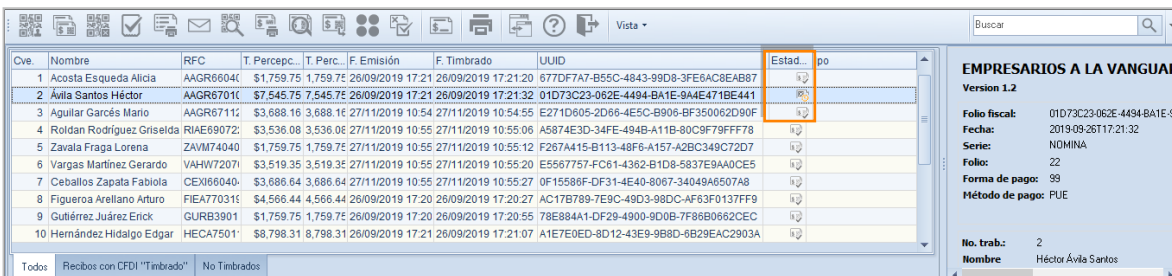 Vista
Buscar
Cve. Nombre RFC T. Percepc... T. Perc... F. Emisión F. Timbrado UUID Estad... po
1 Acosta Esqueda Alicia AAGR6604( $1,759.75 1,759.75 26/09/2019 17:21 26/09/2019 17:21:20 677DF7A7-B55C-4843-99D8-3FE6AC8EAB87
2 Ávila Santos Héctor AAGR6701( $7,545.75 7,545.75 26/09/2019 17:21 26/09/2019 17:21:32 01D73C23-062E-4494-BA1E-9A4E471BE441
3 Aguilar Garcés Mario AAGR67112 $3,688.16 3,688.16 27/11/2019 10:54 27/11/2019 10:54:55 E271D605-2D66-4E5C-B906-BF350062D90F
4 Roldan Rodríguez Griselda RIAE690722 $3,536.08 3,536.08 27/11/2019 10:55 27/11/2019 10:55:06 A5874E3D-34FE-494B-A11B-80C9F79FFF78
5 Zavala Fraga Lorena ZAVM74040 $1,759.75 1,759.75 27/11/2019 10:55 27/11/2019 10:55:12 F267A415-B113-48F6-A157-A2BC349C72D7
6 Vargas Martínez Gerardo VAHW7207( $3,519.35 3,519.35 27/11/2019 10:55 27/11/2019 10:55:20 E5567757-FC61-4362-B1D8-5837E9AA0CE5
7 Ceballos Zapata Fabiola CEXI66040 $3,686.64 3,686.64 27/11/2019 10:55 27/11/2019 10:55:27 0F15586F-DF31-4E40-8067-34049A6507A8
8 Figueroa Arellano Arturo FIEA770319 $4,566.44 4,566.44 26/09/2019 17:20 26/09/2019 17:20:27 AC17B789-7E9C-49D3-98DC-AF63F0137FF9
9 Gutiérrez Juárez Erick GURB3901 $1,759.75 1,759.75 26/09/2019 17:20 26/09/2019 17:20:55 78E884A1-DF29-4900-9D0B-7F86B0662CEC
10 Hernández Hidalgo Edgar HECA7501 $8,798.31 8,798.31 26/09/2019 17:21 26/09/2019 17:21:07 A1E7E0ED-8D12-43E9-9B8D-6B29EAC2903A
Todos Recibos con CFDI "Timbrado" No Timbrados
EMPRESARIOS A LA VANGUAR
Version 1.2
Folio fiscal: 01D73C23-062E-4494-BA1E-9
Fecha: 2019-09-26T17:21:32
Serie: NOMINA
Folio: 22
Forma de pago: 99
Método de pago: PUE
No. trab.: 2
Nombre Héctor Ávila Santos